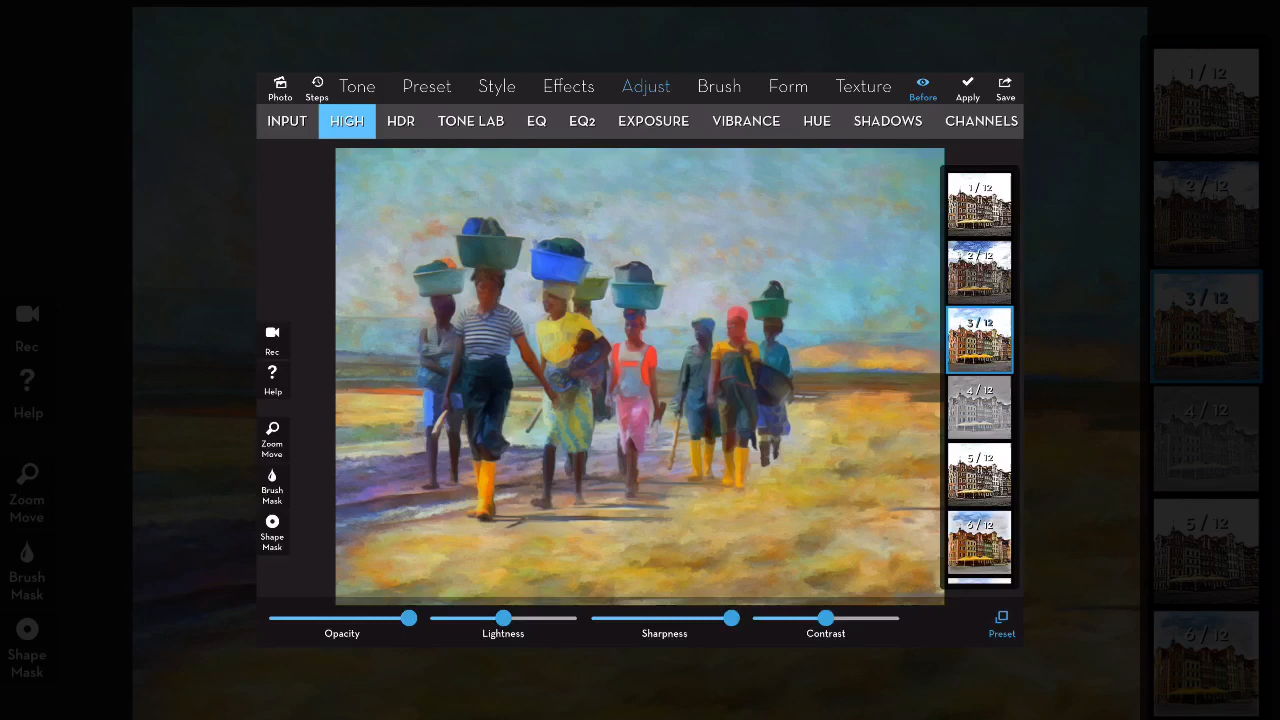 Photo
Steps
Tone
Preset
Style
Effects
Adjust
Brush
Form
Texture
Before
Apply
Save
INPUT
HIGH
HDR
TONE LAB
EQ
EQ2
EXPOSURE
VIBRANCE
HUE
SHADOWS
CHANNELS
1 / 12
2 / 12
3 / 12
4 / 12
5 / 12
6 / 12
Rec
Help
Zoom
Move
Brush
Mask
Shape
Mask
Opacity
Lightness
Sharpness
Contrast
Preset
Rec
Help
Zoom
Move
Brush
Mask
Shape
Mask
1 / 12
2 / 12
3 / 12
4 / 12
5 / 12
6 / 12